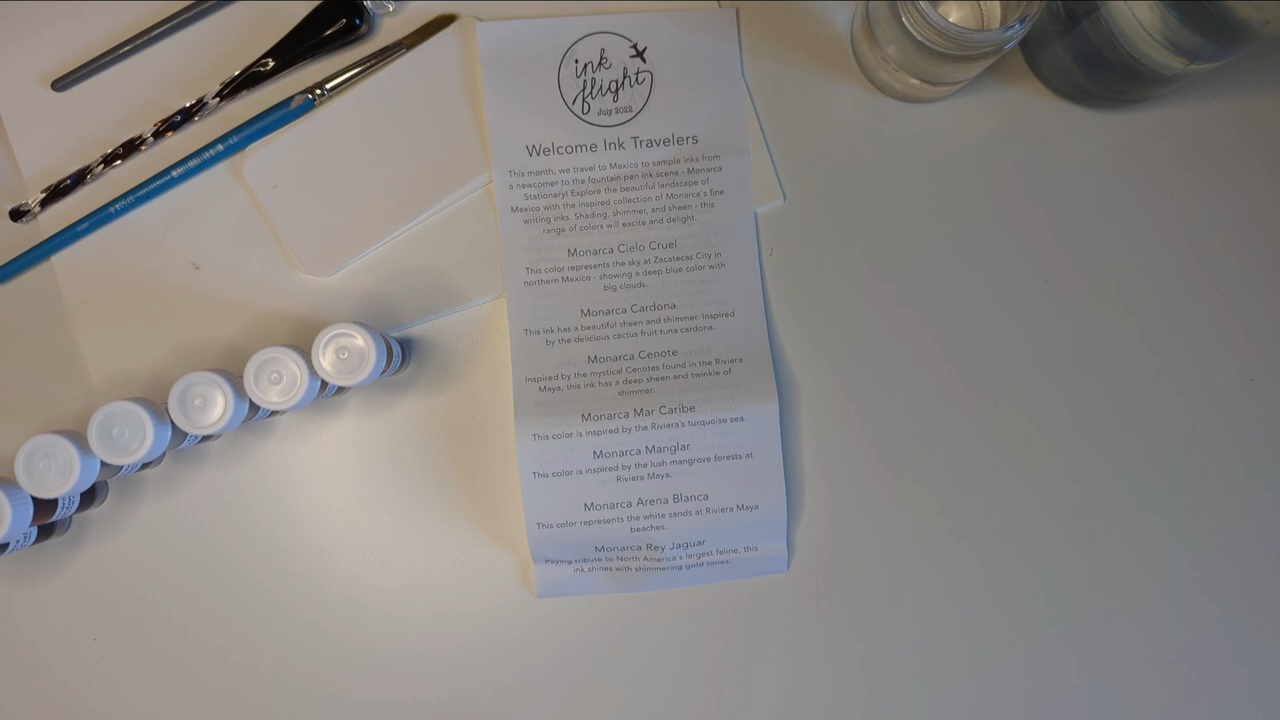 ink
flight
July 2022
Welcome Ink Travelers
This month, we travel to Mexico to sample inks from
a newcomer to the fountain pen ink scene - Monarca
Stationery! Explore the beautiful landscape of
Mexico with the inspired collection of Monarca's fine
writing inks. Shading, shimmer, and sheen - this
range of colors will excite and delight.
Monarca Cielo Cruel
This color represents the sky at Zacatecas City in
northern Mexico - showing a deep blue color with
big clouds.
Monarca Cardona
This ink has a beautiful sheen and shimmer. Inspired
by the delicious cactus fruit tuna cardona.
Monarca Cenote
Inspired by the mystical Cenotes found in the Riviera
Maya, this ink has a deep sheen and twinkle of
shimmer.
Monarca Mar Caribe
This color is inspired by the Riviera's turquoise sea.
Monarca Manglar
This color is inspired by the lush mangrove forests at
Riviera Maya.
Monarca Arena Blanca
This color represents the white sands at Riviera Maya
beaches.
Monarca Rey Jaguar
Paying tribute to North America's largest feline, this
ink shines with shimmering gold tones.